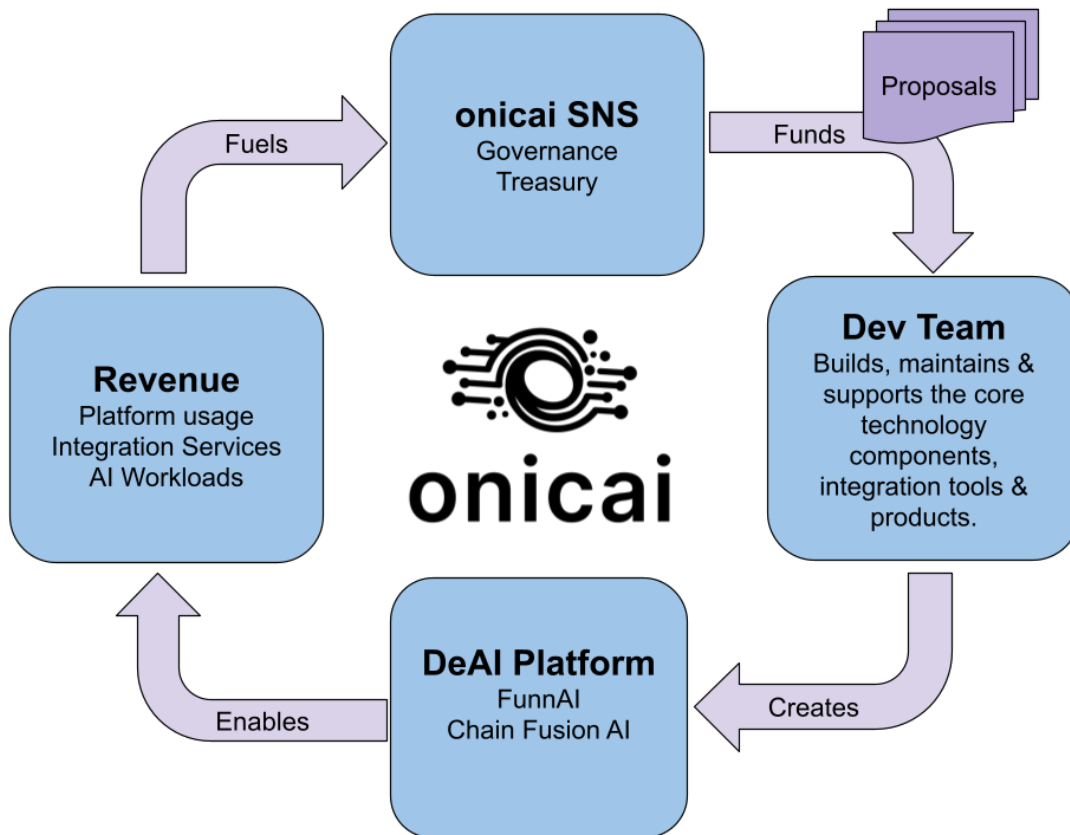 onicai SNS
Governance
Treasury
Proposals
Fuels
Funds
Revenue
Platform usage
Integration Services
AI Workloads
Dev Team
Builds, maintains &
supports the core
technology
components,
integration tools &
products.
onicai
DeAI Platform
FunnAI
Chain Fusion AI
Enables
Creates